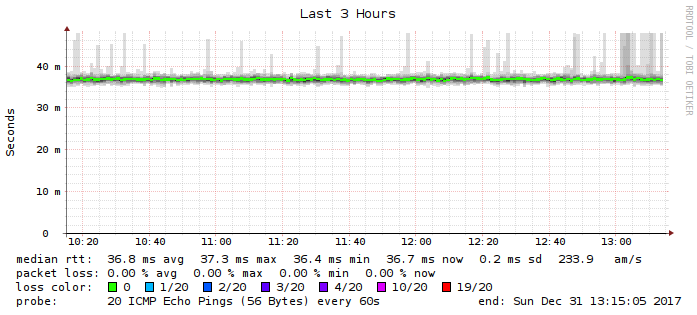 Last 3 Hours
RRDTOOL / TOBI OETIKER
Seconds
40 m
30 m
20 m
10 m
0
10:20 10:40 11:00 11:20 11:40 12:00 12:20 12:40 13:00
median rtt: 36.8 ms avg 37.3 ms max 36.4 ms min 36.7 ms now 0.2 ms sd 233.9 am/s
packet loss: 0.00 % avg 0.00 % max 0.00 % min 0.00 % now
loss color: 0 1/20 2/20 3/20 4/20 10/20 19/20
probe: 20 ICMP Echo Pings (56 Bytes) every 60s end: Sun Dec 31 13:15:05 2017